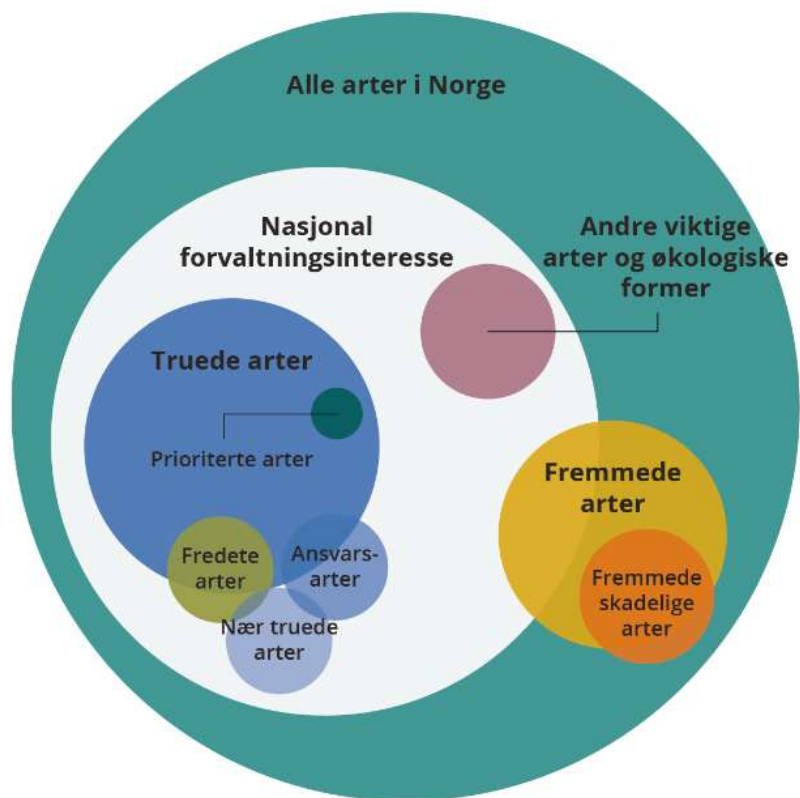 Alle arter i Norge
Nasjonal
forvaltningsinteresse
Andre viktige
arter og økologiske
former
Truede arter
Prioriterte arter
Fremmede
arter
Fredete
arter
Ansvars-
arter
Fremmede
skadelige
arter
Nær truede
arter